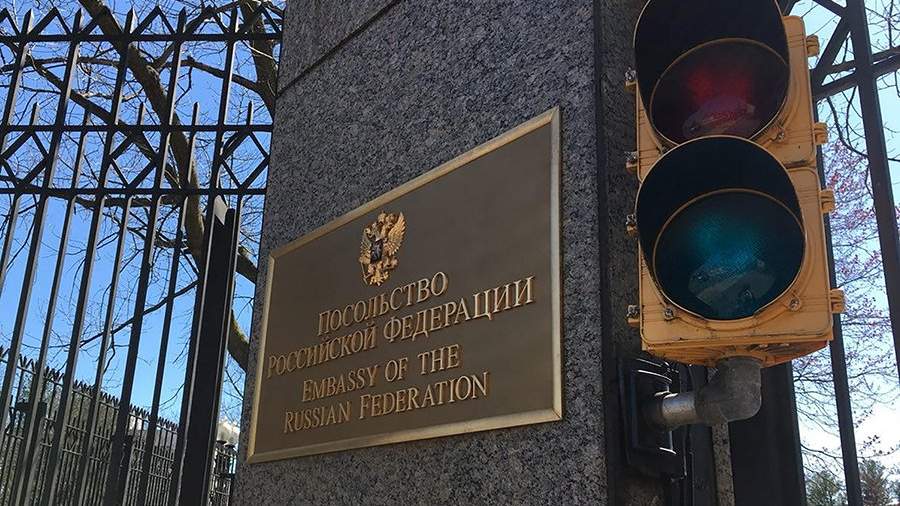 Посольство
Российской Федерации
Embassy of the
Russian Federation